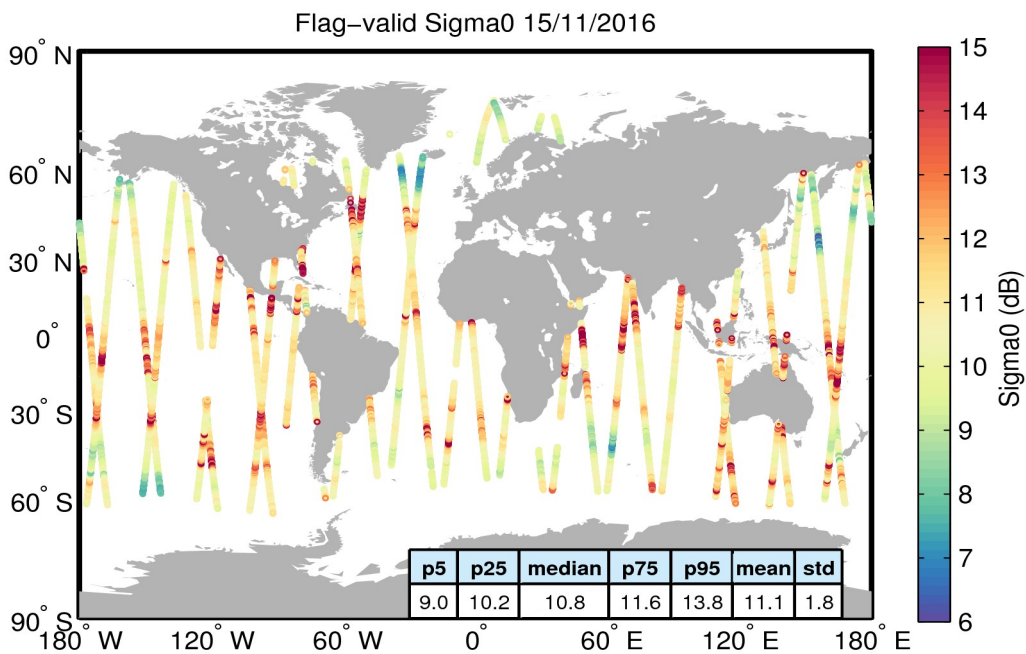 Flag−valid Sigma0 15/11/2016
90° N
60° N
30° N
0°
30° S
60° S
90° S
180° W
120° W
60° W
0°
60° E
120° E
180° E
15
14
13
12
11
10
9
8
7
6
Sigma0 (dB)
p5 p25 median p75 p95 mean std
9.0 10.2 10.8 11.6 13.8 11.1 1.8